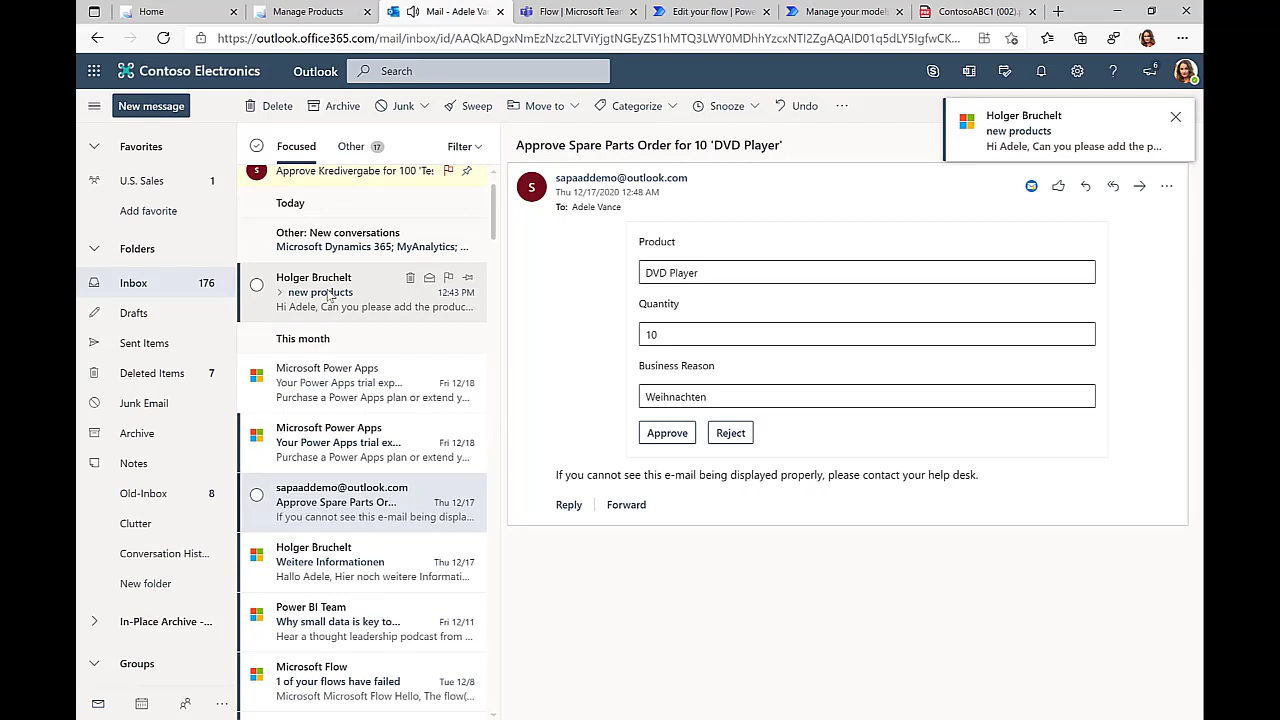 Home
Manage Products
Mail - Adele Va
Flow | Microsoft Tea
Edit your flow | Powe
Manage your models
ContosoABC1 (002).p
https://outlook.office365.com/mail/inbox/id/AAQkADgxNmEzNzc2LTViYjgtNGEyZS1hMTQ3LWY0MDhhYzcxNTI2ZgAQAID01q5dLY5IgfwCK...
Contoso Electronics
Outlook
Search
6
New message
Delete
Archive
Junk
Sweep
Move to
Categorize
Snooze
Undo
Holger Bruchelt
new products
Hi Adele, Can you please add the p...
Favorites
U.S. Sales 1
Add favorite
Folders
Inbox 176
Drafts
Sent Items
Deleted Items 7
Junk Email
Archive
Notes
Old-Inbox 8
Clutter
Conversation Hist...
New folder
In-Place Archive -...
Groups
Focused
Other 17
Filter
S
Approve Kredivergabe for 100 'Te
Today
Other: New conversations
Microsoft Dynamics 365; MyAnalytics; ...
Holger Bruchelt
new products 12:43 PM
Hi Adele, Can you please add the produc...
This month
Microsoft Power Apps
Your Power Apps trial exp... Fri 12/18
Purchase a Power Apps plan or extend y...
Microsoft Power Apps
Your Power Apps trial ex... Fri 12/18
Purchase a Power Apps plan or extend y...
sapaaddemo@outlook.com
Approve Spare Parts Or... Thu 12/17
If you cannot see this e-mail being displa...
Holger Bruchelt
Weitere Informationen Thu 12/17
Hallo Adele, Hier noch weitere Informati...
Power BI Team
Why small data is key to... Fri 12/11
Hear a thought leadership podcast from ...
Microsoft Flow
1 of your flows have failed Tue 12/8
Microsoft Microsoft Flow Hello, The flow(...
Approve Spare Parts Order for 10 'DVD Player'
S
sapaaddemo@outlook.com
Thu 12/17/2020 12:48 AM
To: Adele Vance
Product
DVD Player
Quantity
10
Business Reason
Weihnachten
Approve
Reject
If you cannot see this e-mail being displayed properly, please contact your help desk.
Reply
Forward